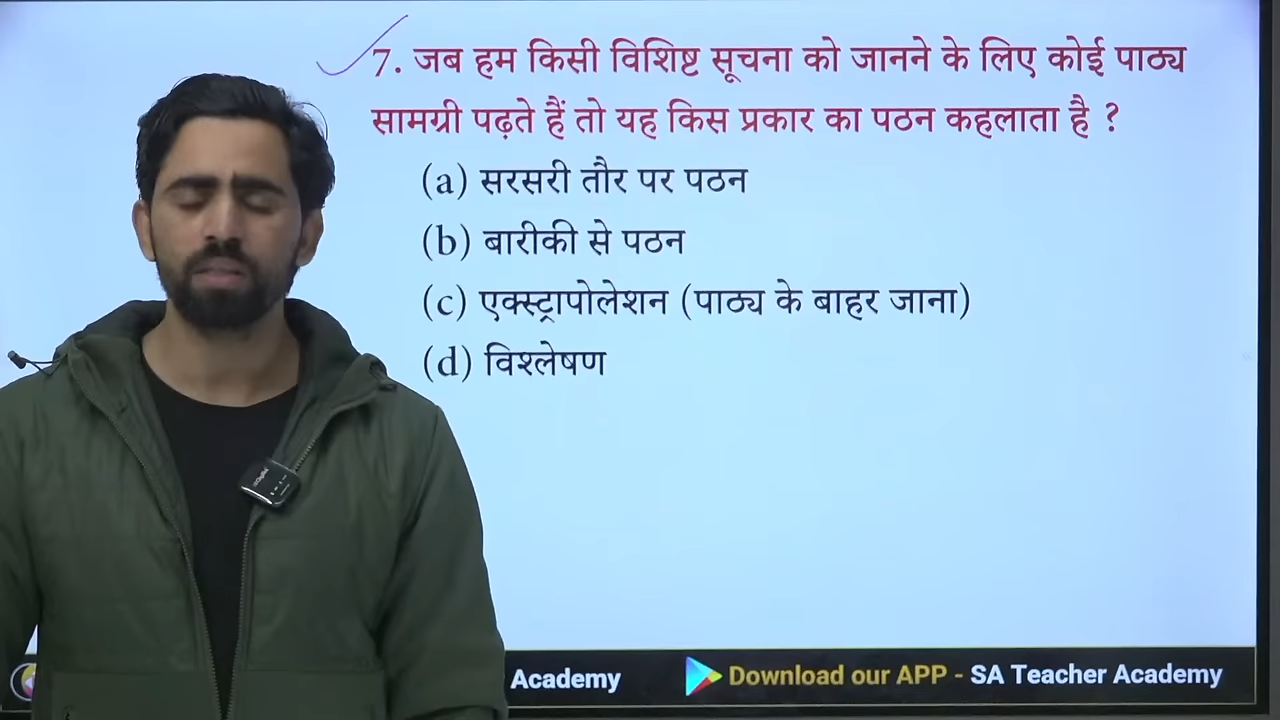 7. जब हम किसी विशिष्ट सूचना को जानने के लिए कोई पाठ्य
सामग्री पढ़ते हैं तो यह किस प्रकार का पठन कहलाता है ?
(a) सरसरी तौर पर पठन
(b) बारीकी से पठन
(c) एक्स्ट्रापोलेशन (पाठ्य के बाहर जाना)
(d) विश्लेषण
Academy
Download our APP - SA Teacher Academy